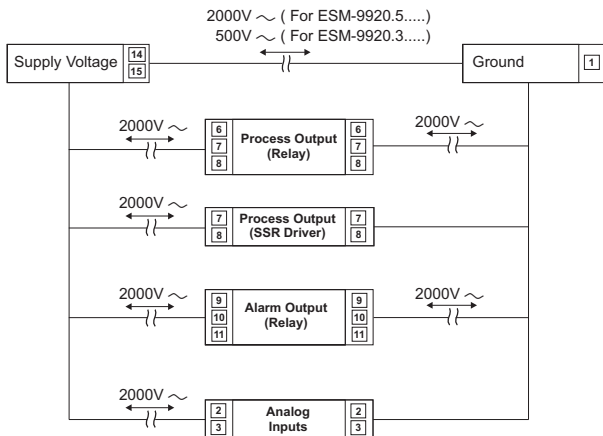 2000V ～ ( For ESM-9920.5.....)
500V ～ ( For ESM-9920.3.....)
Supply Voltage 14 15
Ground 1
2000V ～
6 7 8 Process Output (Relay) 6 7 8
2000V ～
2000V ～
7 8 Process Output (SSR Driver) 7 8
2000V ～
9 10 11 Alarm Output (Relay) 9 10 11
2000V ～
2000V ～
2 3 Analog Inputs 2 3